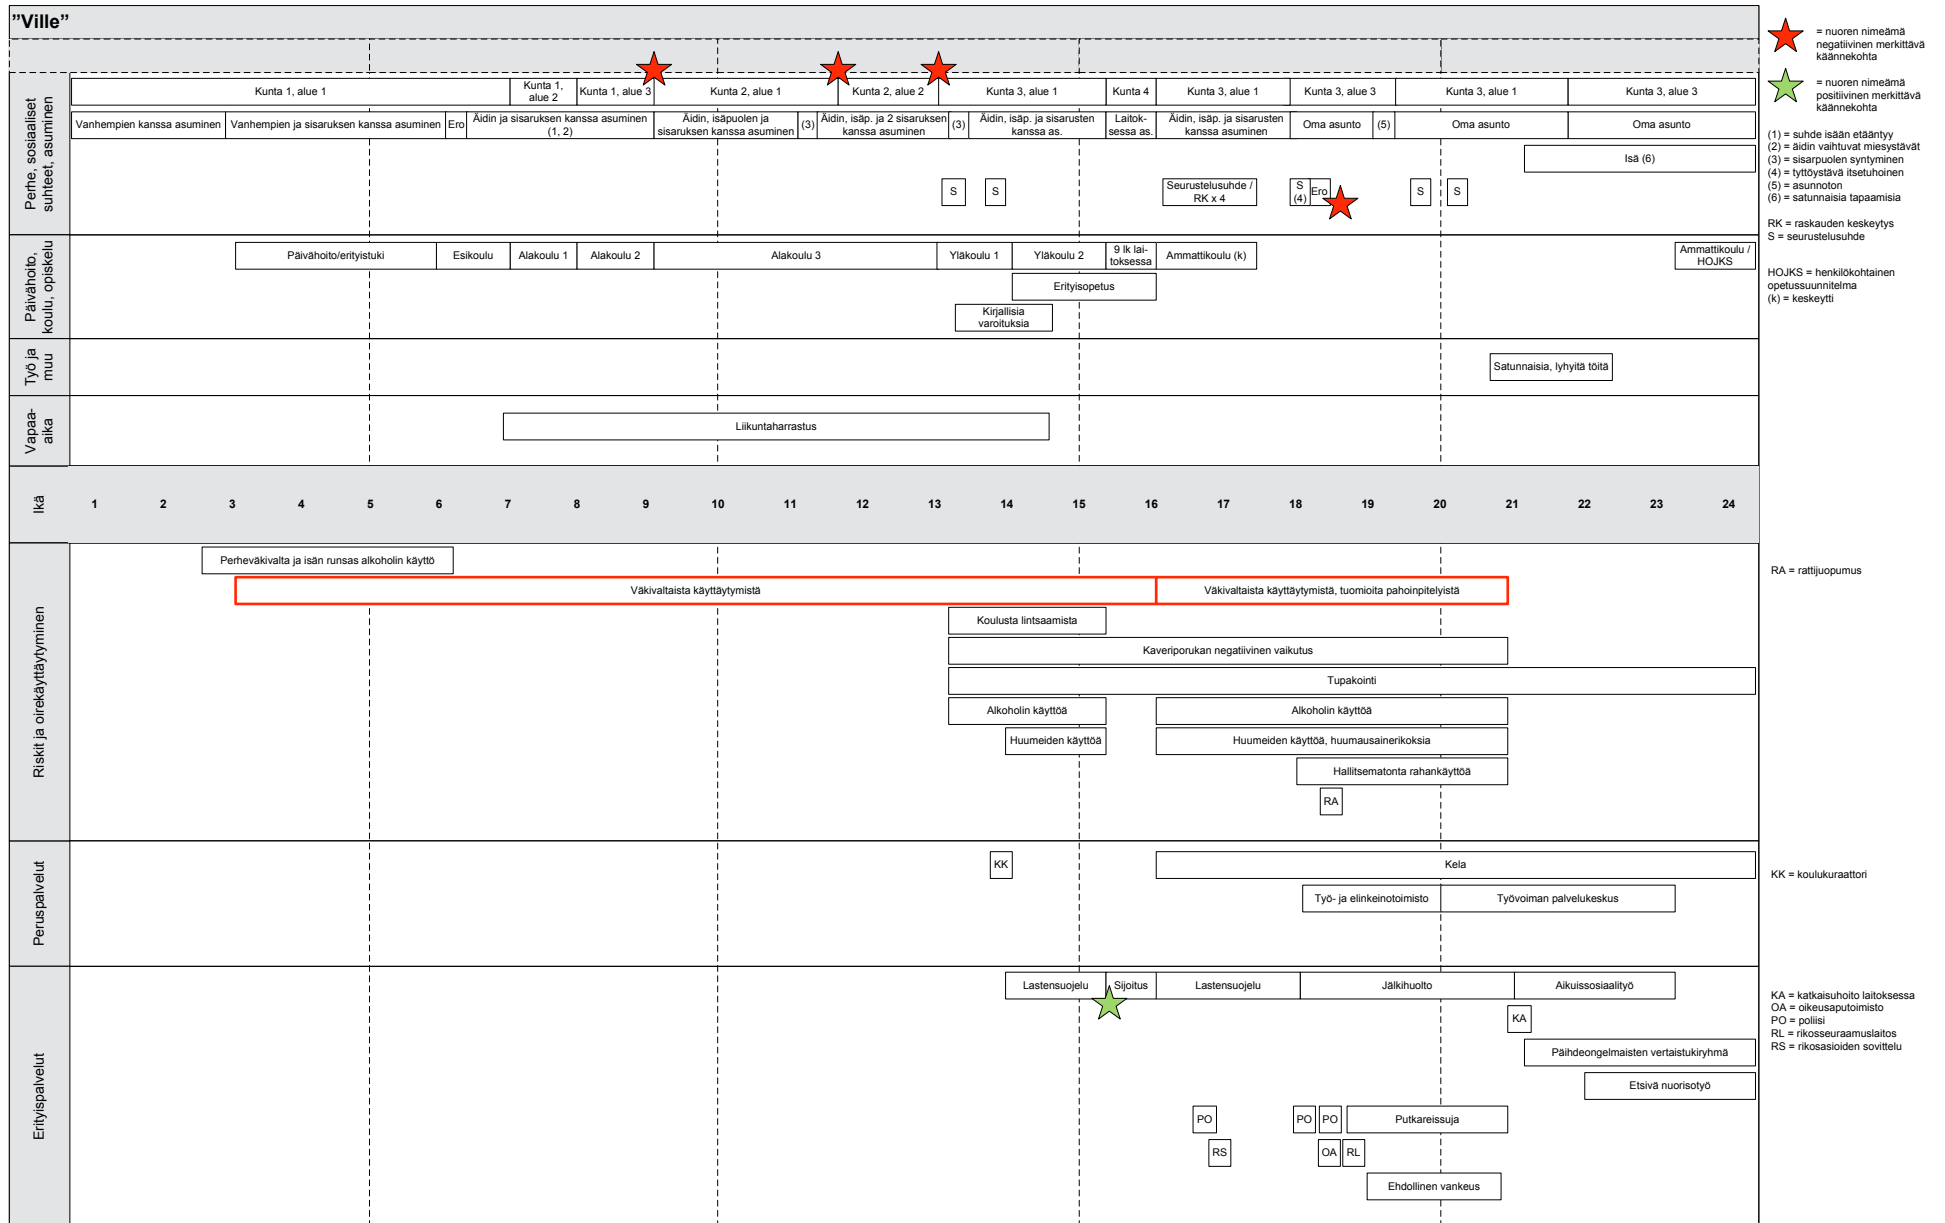 "Ville"
= nuoren nimeämä
negatiivinen merkittävä
käännekohta
= nuoren nimeämä
positiivinen merkittävä
käännekohta
(1) = suhde isään etääntyy
(2) = äidin vaihtuvat miesystävät
(3) = sisarpuolen syntyminen
(4) = tyttöystävä itsetuhoinen
(5) = asunnoton
(6) = satunnaisia tapaamisia
RK = raskauden keskeytys
S = seurustelusuhde
HOJKS = henkilökohtainen
opetussuunnitelma
(k) = keskeytti
Perhe, sosiaaliset
suhteet, asuminen
Kunta 1, alue 1
Kunta 1,
alue 2
Kunta 1, alue 3
Kunta 2, alue 1
Kunta 2, alue 2
Kunta 3, alue 1
Kunta 4
Kunta 3, alue 1
Kunta 3, alue 3
Kunta 3, alue 1
Kunta 3, alue 3
Vanhempien kanssa asuminen
Vanhempien ja sisaruksen kanssa asuminen
Ero
Äidin ja sisaruksen kanssa asuminen
(1, 2)
Äidin, isäpuolen ja
sisaruksen kanssa asuminen
(3)
Äidin, isäp. ja 2 sisaruksen
kanssa asuminen
(3)
Äidin, isäp. ja sisarusten
kanssa as.
Laitok-
sessa as.
Äidin, isäp. ja sisarusten
kanssa asuminen
Oma asunto
(5)
Oma asunto
Oma asunto
Isä (6)
S
S
Seurustelusuhde /
RK x 4
S
(4)
Ero
S
S
Päivähoito,
koulu, opiskelu
Päivähoito/erityistuki
Esikoulu
Alakoulu 1
Alakoulu 2
Alakoulu 3
Yläkoulu 1
Yläkoulu 2
9 lk lai-
toksessa
Ammattikoulu (k)
Ammattikoulu /
HOJKS
Erityisopetus
Kirjallisia
varoituksia
Työ ja
muu
Satunnaisia, lyhyitä töitä
Vapaa-
aika
Liikuntaharrastus
Ikä
1 2 3 4 5 6 7 8 9 10 11 12 13 14 15 16 17 18 19 20 21 22 23 24
Riskit ja oirekäyttäytyminen
Perheväkivalta ja isän runsas alkoholin käyttö
Väkivaltaista käyttäytymistä
Väkivaltaista käyttäytymistä, tuomioita pahoinpitelyistä
Koulusta lintsaamista
Kaveriporukan negatiivinen vaikutus
Tupakointi
Alkoholin käyttöä
Alkoholin käyttöä
Huumeiden käyttöä
Huumeiden käyttöä, huumausainerikoksia
Hallitsematonta rahankäyttöä
RA
RA = rattijuopumus
Peruspalvelut
KK
Kela
Työ- ja elinkeinotoimisto
Työvoiman palvelukeskus
KK = koulukuraattori
Erityispalvelut
Lastensuojelu
Sijoitus
Lastensuojelu
Jälkihuolto
Aikuissosiaalityö
KA
Päihdeongelmaisten vertaistukiryhmä
Etsivä nuorisotyö
PO
PO
PO
Putkareissuja
RS
OA
RL
Ehdollinen vankeus
KA = katkaisuhoito laitoksessa
OA = oikeusaputoimisto
PO = poliisi
RL = rikosseuraamuslaitos
RS = rikosasioiden sovittelu